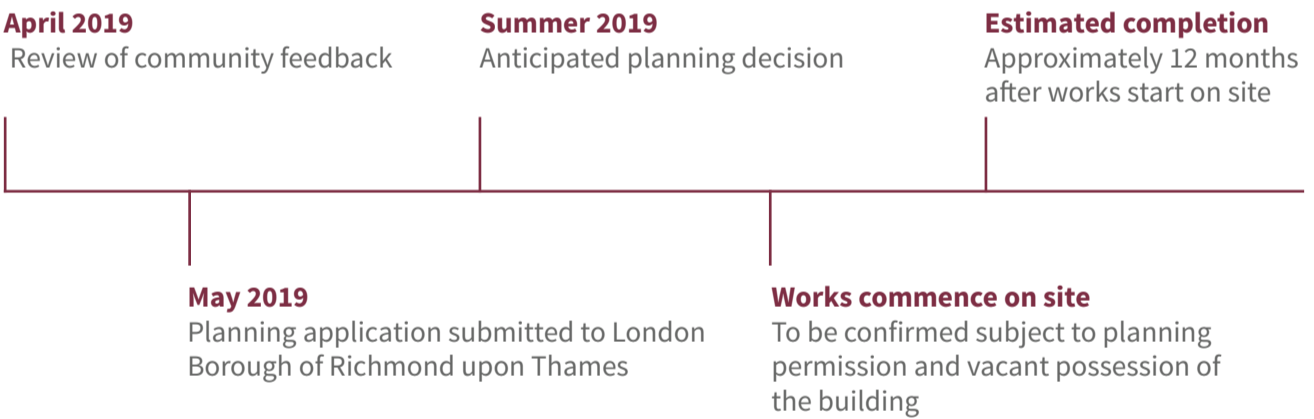 April 2019
Review of community feedback
Summer 2019
Anticipated planning decision
Estimated completion
Approximately 12 months
after works start on site
May 2019
Planning application submitted to London
Borough of Richmond upon Thames
Works commence on site
To be confirmed subject to planning
permission and vacant possession of
the building